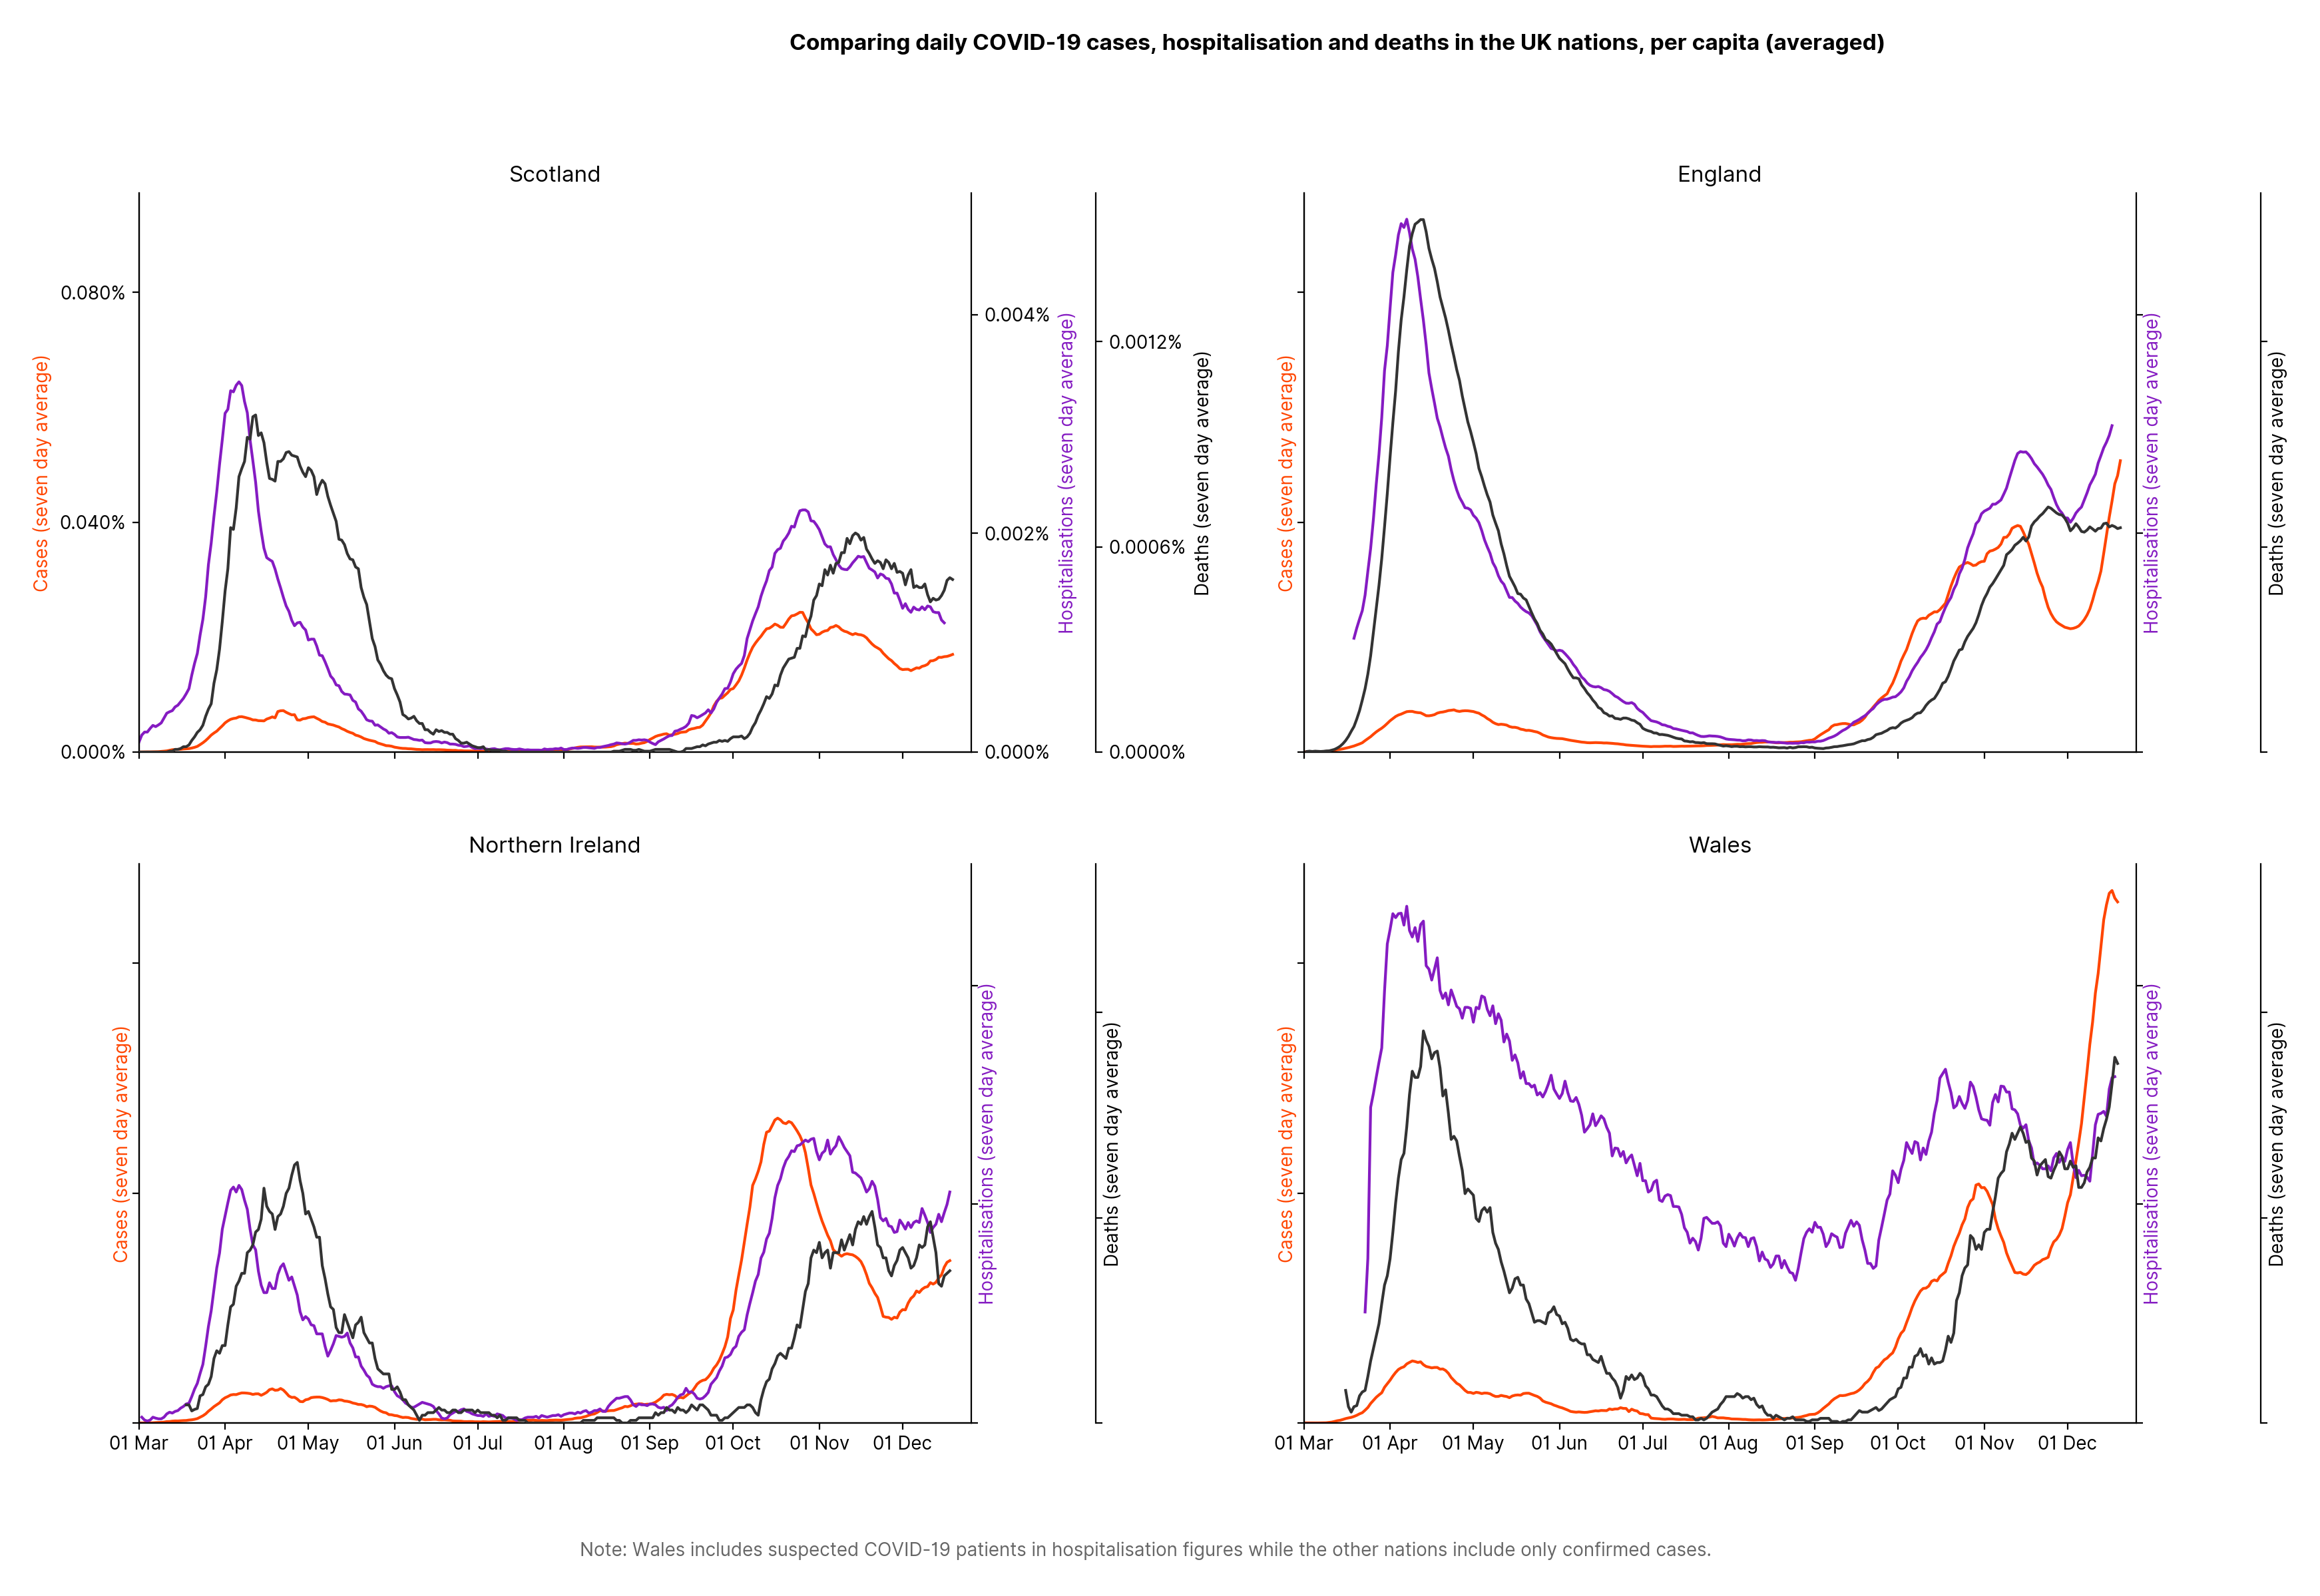 Comparing daily COVID-19 cases, hospitalisation and deaths in the UK nations, per capita (averaged)
Scotland
Cases (seven day average)
0.080%
0.040%
0.000%
0.004%
0.002%
0.000%
Hospitalisations (seven day average)
0.0012%
0.0006%
0.0000%
Deaths (seven day average)
England
Cases (seven day average)
Hospitalisations (seven day average)
Deaths (seven day average)
Northern Ireland
Cases (seven day average)
Hospitalisations (seven day average)
Deaths (seven day average)
01 Mar 01 Apr 01 May 01 Jun 01 Jul 01 Aug 01 Sep 01 Oct 01 Nov 01 Dec
Wales
Cases (seven day average)
Hospitalisations (seven day average)
Deaths (seven day average)
01 Mar 01 Apr 01 May 01 Jun 01 Jul 01 Aug 01 Sep 01 Oct 01 Nov 01 Dec
Note: Wales includes suspected COVID-19 patients in hospitalisation figures while the other nations include only confirmed cases.